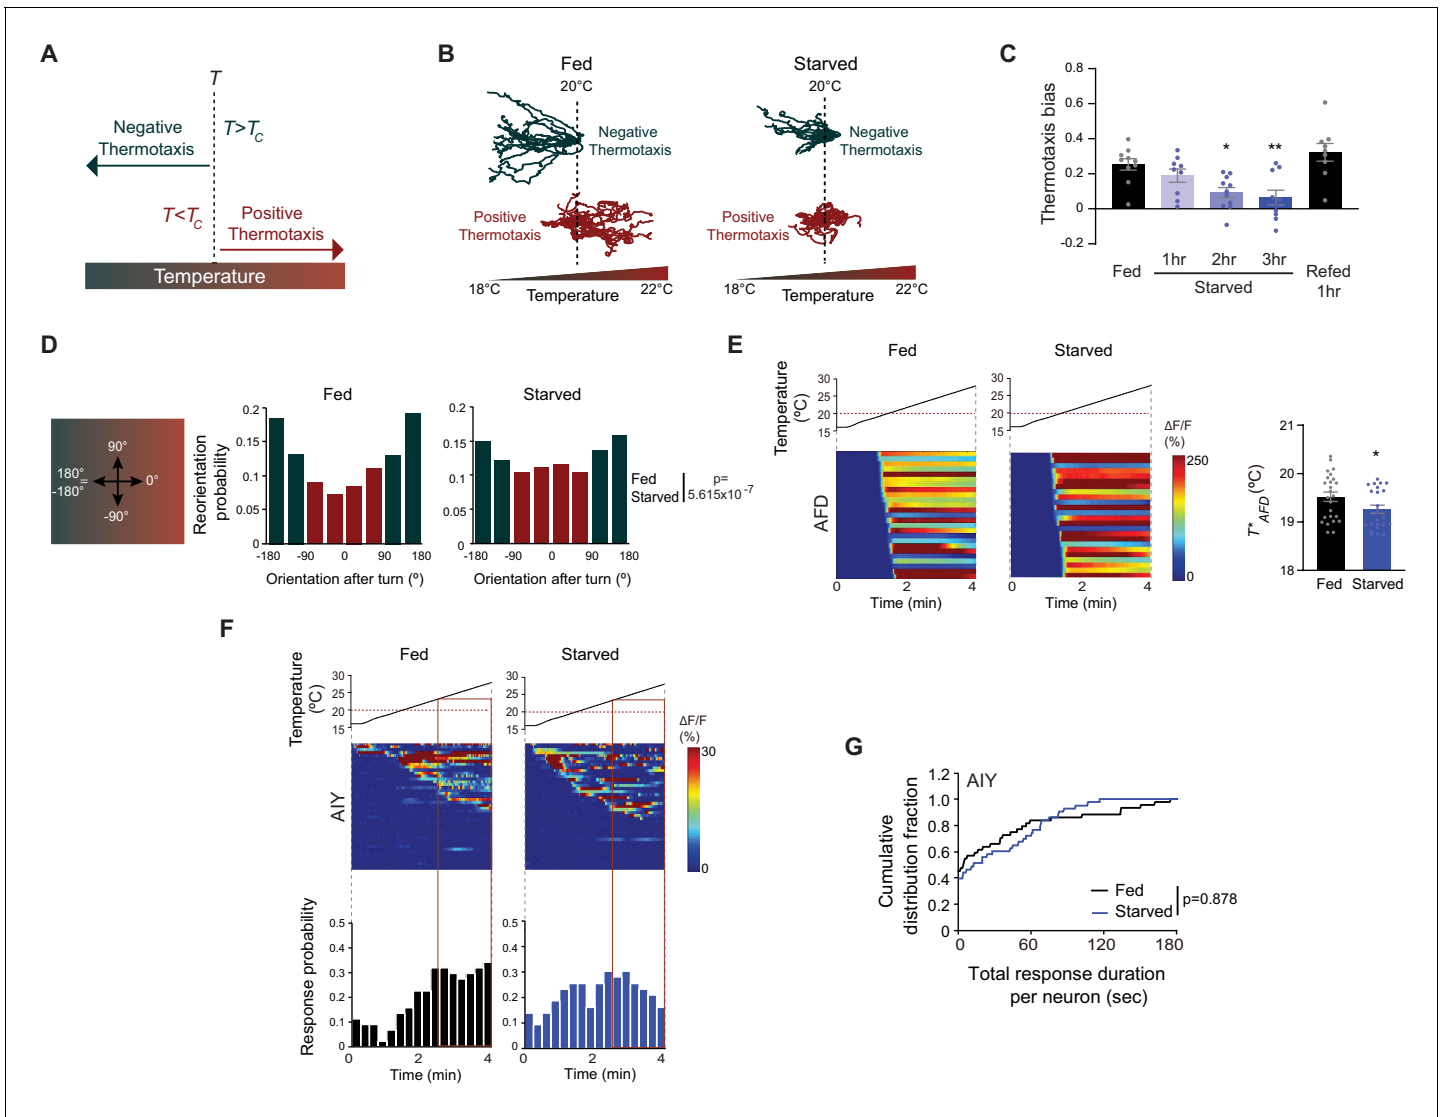 A
T
Negative
Thermotaxis
T>TC
T<TC
Positive
Thermotaxis
Temperature
B
Fed
20°C
Negative
Thermotaxis
Positive
Thermotaxis
18°C
22°C
Temperature
Starved
20°C
Negative
Thermotaxis
Positive
Thermotaxis
18°C
22°C
Temperature
C
Thermotaxis bias
0.8
0.6
0.4
0.2
0
-0.2
*
**
Fed
1hr
2hr
3hr
Starved
Refed
1hr
D
90°
180°
=
-180°
0°
-90°
Fed
Reorientation
probability
0.2
0.15
0.1
0.05
0
-180
-90
0
90
180
Orientation after turn (º)
Starved
0.2
0.15
0.1
0.05
0
-180
-90
0
90
180
Orientation after turn (º)
Fed
Starved
p=
5.615x10-7
E
Fed
Starved
Temperature
(ºC)
30
25
20
15
30
25
20
15
AFD
0
2
4
Time (min)
0
2
4
Time (min)
ΔF/F
(%)
250
0
T*AFD (ºC)
21
20
19
18
*
Fed
Starved
F
Fed
Starved
Temperature
(ºC)
30
25
20
15
30
25
20
15
AIY
ΔF/F
(%)
30
0
Response probability
0.5
0.4
0.3
0.2
0.1
0
0
2
4
Time (min)
0.5
0.4
0.3
0.2
0.1
0
0
2
4
Time (min)
G
AIY
Cumulative
distribution fraction
1.2
1.0
0.8
0.6
0.4
0.2
0
0
60
120
180
Fed
Starved
p=0.878
Total response duration
per neuron (sec)